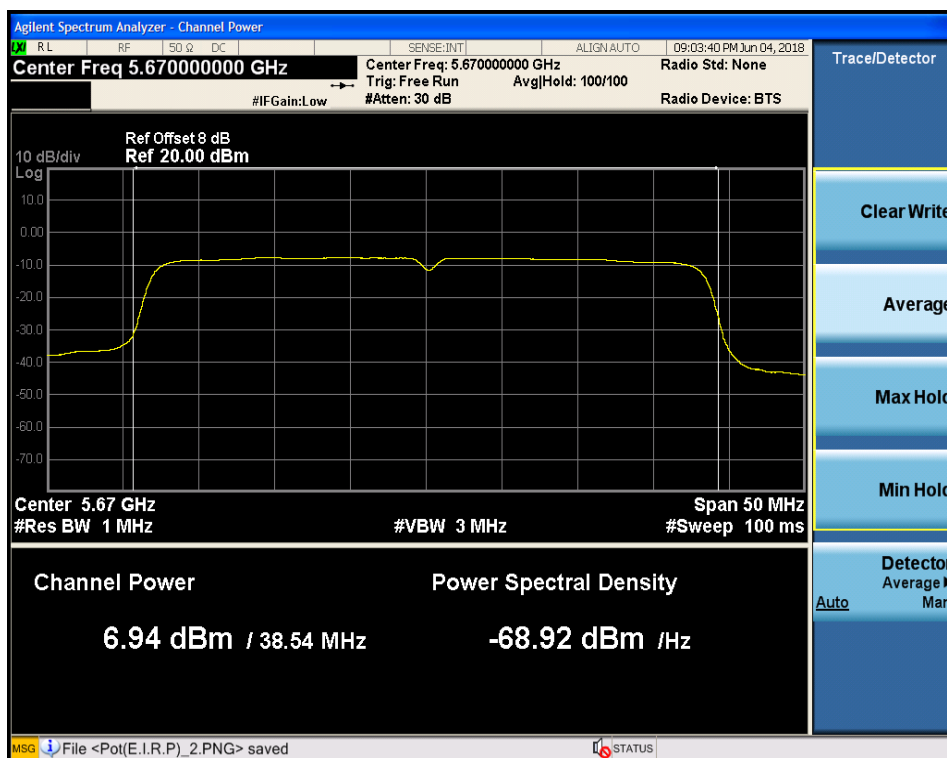 Agilent Spectrum Analyzer - Channel Power
LXI RL RF 50 Ω DC SENSE:INT ALIGN AUTO 09:03:40 PM Jun 04, 2018
Center Freq 5.670000000 GHz
Center Freq: 5.670000000 GHz
Radio Std: None
Trig: Free Run Avg|Hold: 100/100
#IFGain:Low
#Atten: 30 dB
Radio Device: BTS
Ref Offset 8 dB
10 dB/div Ref 20.00 dBm
Log
10.0
0.00
-10.0
-20.0
-30.0
-40.0
-50.0
-60.0
-70.0
Center 5.67 GHz Span 50 MHz
#Res BW 1 MHz #VBW 3 MHz #Sweep 100 ms
Channel Power Power Spectral Density
6.94 dBm / 38.54 MHz -68.92 dBm /Hz
MSG File <Pot(E.I.R.P)_2.PNG> saved STATUS
Trace/Detector
Clear Write
Average
Max Hold
Min Hold
Detector
Average
Auto Man